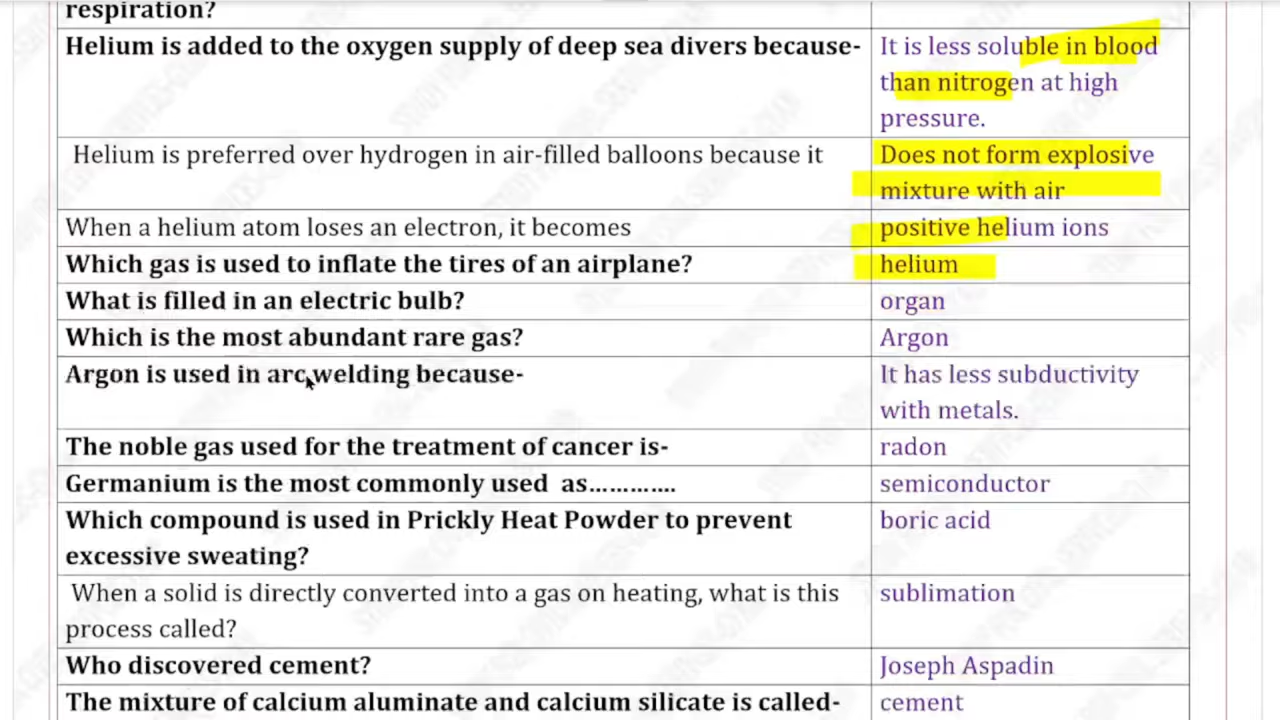 respiration?
Helium is added to the oxygen supply of deep sea divers because-
It is less soluble in blood
than nitrogen at high
pressure.
Helium is preferred over hydrogen in air-filled balloons because it
Does not form explosive
mixture with air
When a helium atom loses an electron, it becomes
positive helium ions
Which gas is used to inflate the tires of an airplane?
helium
What is filled in an electric bulb?
organ
Which is the most abundant rare gas?
Argon
Argon is used in arc welding because-
It has less subductivity
with metals.
The noble gas used for the treatment of cancer is-
radon
Germanium is the most commonly used as………….
semiconductor
Which compound is used in Prickly Heat Powder to prevent
excessive sweating?
boric acid
When a solid is directly converted into a gas on heating, what is this
process called?
sublimation
Who discovered cement?
Joseph Aspadin
The mixture of calcium aluminate and calcium silicate is called-
cement